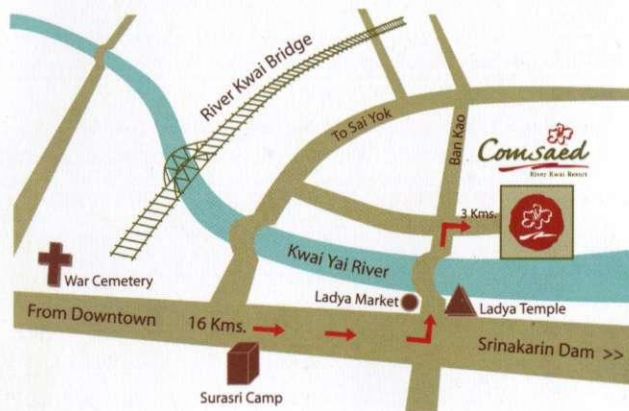 River Kwai Bridge
To Sai Yok
Ban Kao
Comsaed
River Kwai Resort
3 Kms.
Kwai Yai River
War Cemetery
Ladya Market
Ladya Temple
From Downtown
16 Kms.
Srinakarin Dam >>
Surasri Camp